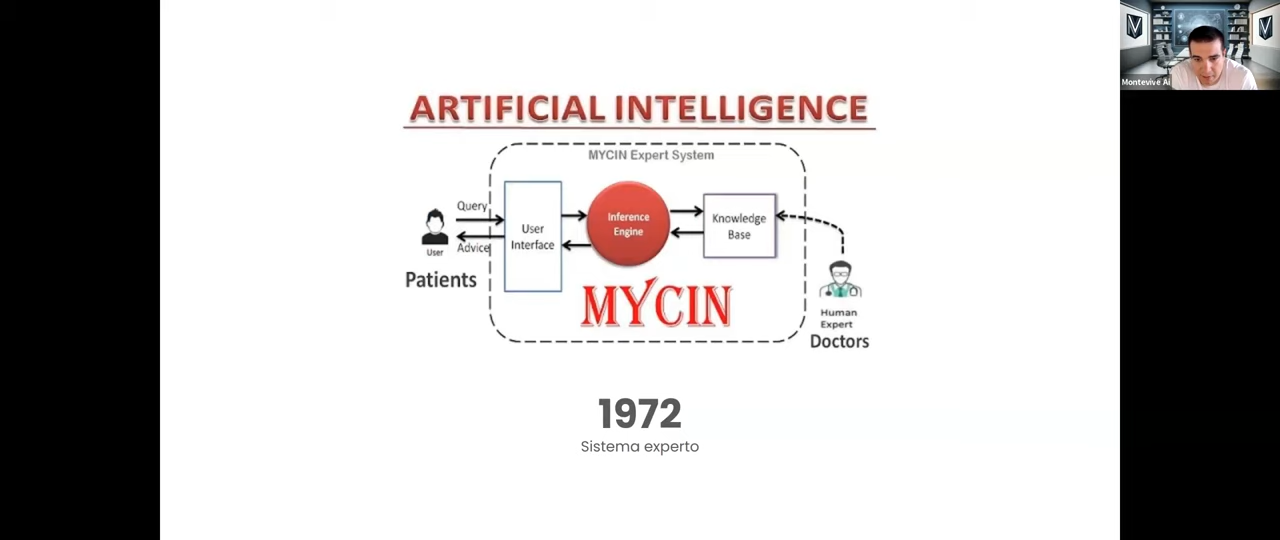 ARTIFICIAL INTELLIGENCE
MYCIN Expert System
Query
Advice
User
Patients
User
Interface
Inference
Engine
Knowledge
Base
MYCIN
Human
Expert
Doctors
1972
Sistema experto
Montevive Ai